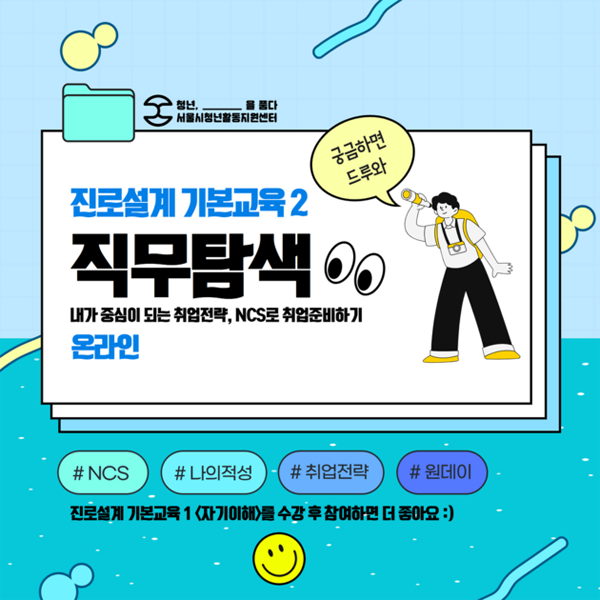 청년, ______ 을 품다
서울시청년활동지원센터
궁금하면
드루와
진로설계 기본교육 2
직무탐색
내가 중심이 되는 취업전략, NCS로 취업준비하기
온라인
# NCS
# 나의적성
# 취업전략
# 원데이
진로설계 기본교육 1 <자기이해>를 수강 후 참여하면 더 좋아요 :)